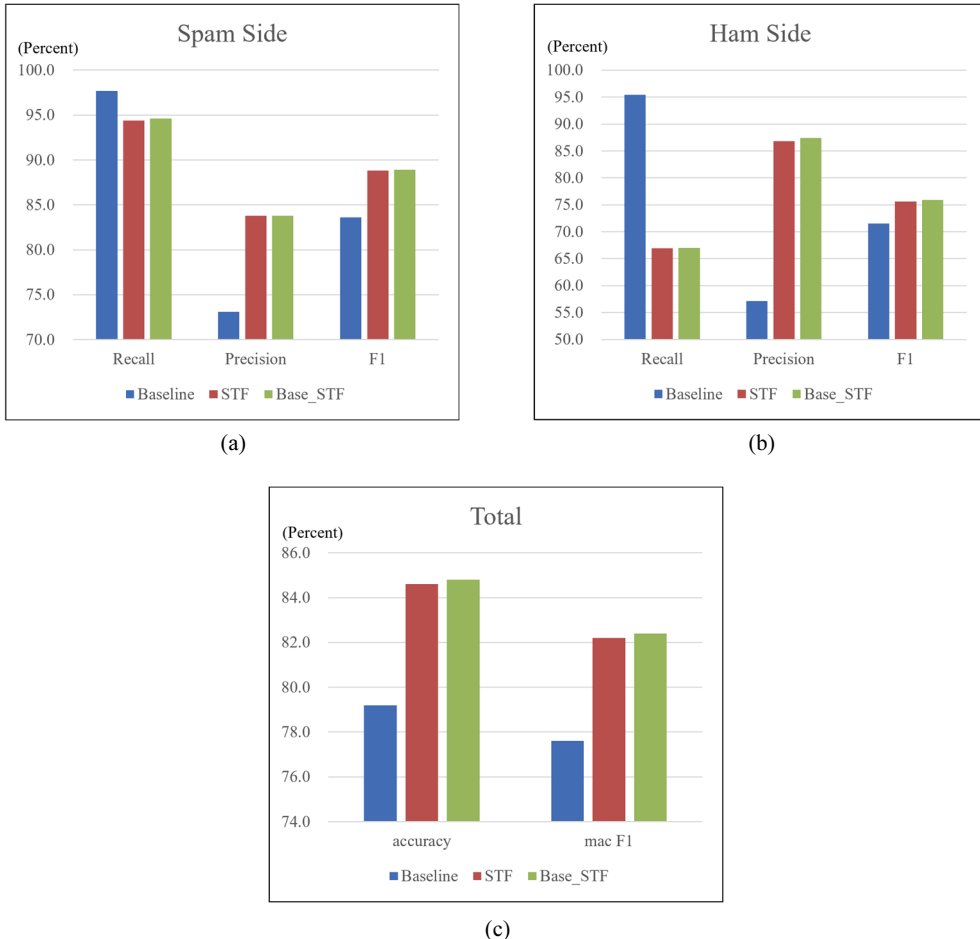 Spam Side
(Percent)
100.0
95.0
90.0
85.0
80.0
75.0
70.0
Recall Precision F1
Baseline STF Base_STF
(a)
Ham Side
(Percent)
100.0
95.0
90.0
85.0
80.0
75.0
70.0
65.0
60.0
55.0
50.0
Recall Precision F1
Baseline STF Base_STF
(b)
Total
(Percent)
86.0
84.0
82.0
80.0
78.0
76.0
74.0
accuracy mac F1
Baseline STF Base_STF
(c)